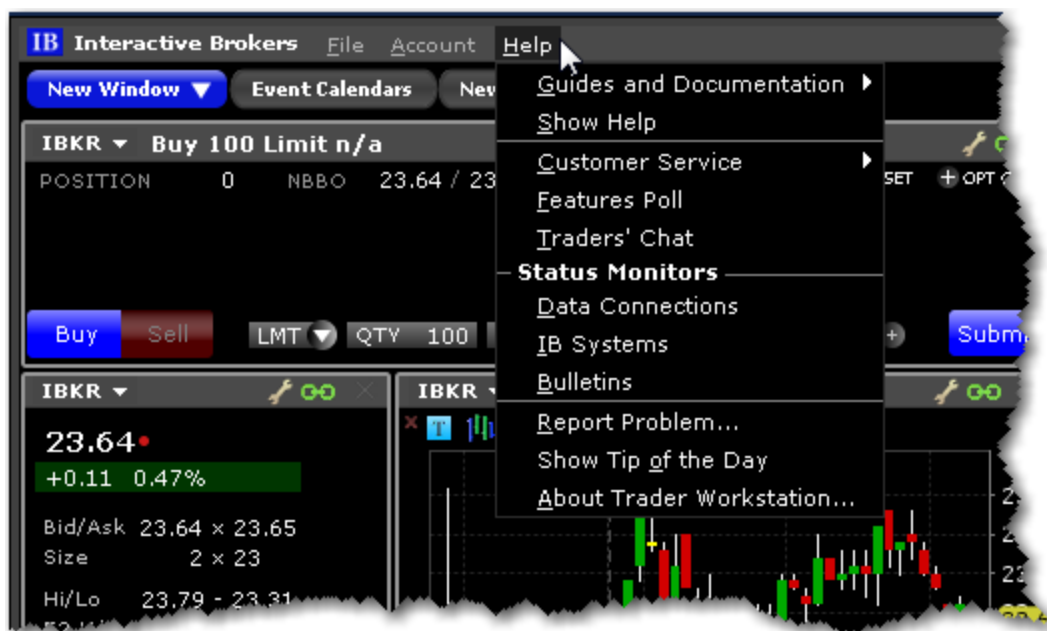 IB Interactive Brokers File Account Help
New Window Event Calendars
Guides and Documentation
Show Help
IBKR Buy 100 Limit n/a
Customer Service
POSITION 0 NBBO 23.64 / 23
+ OPT
Features Poll
Traders' Chat
Status Monitors
Data Connections
Buy Sell LMT QTY 100
IB Systems
+
Bulletins
IBKR
IBKR
Report Problem...
T
23.64
Show Tip of the Day
+0.11 0.47%
About Trader Workstation...
Bid/Ask 23.64 × 23.65
Size 2 × 23
Hi/Lo 23.79 - 23.31